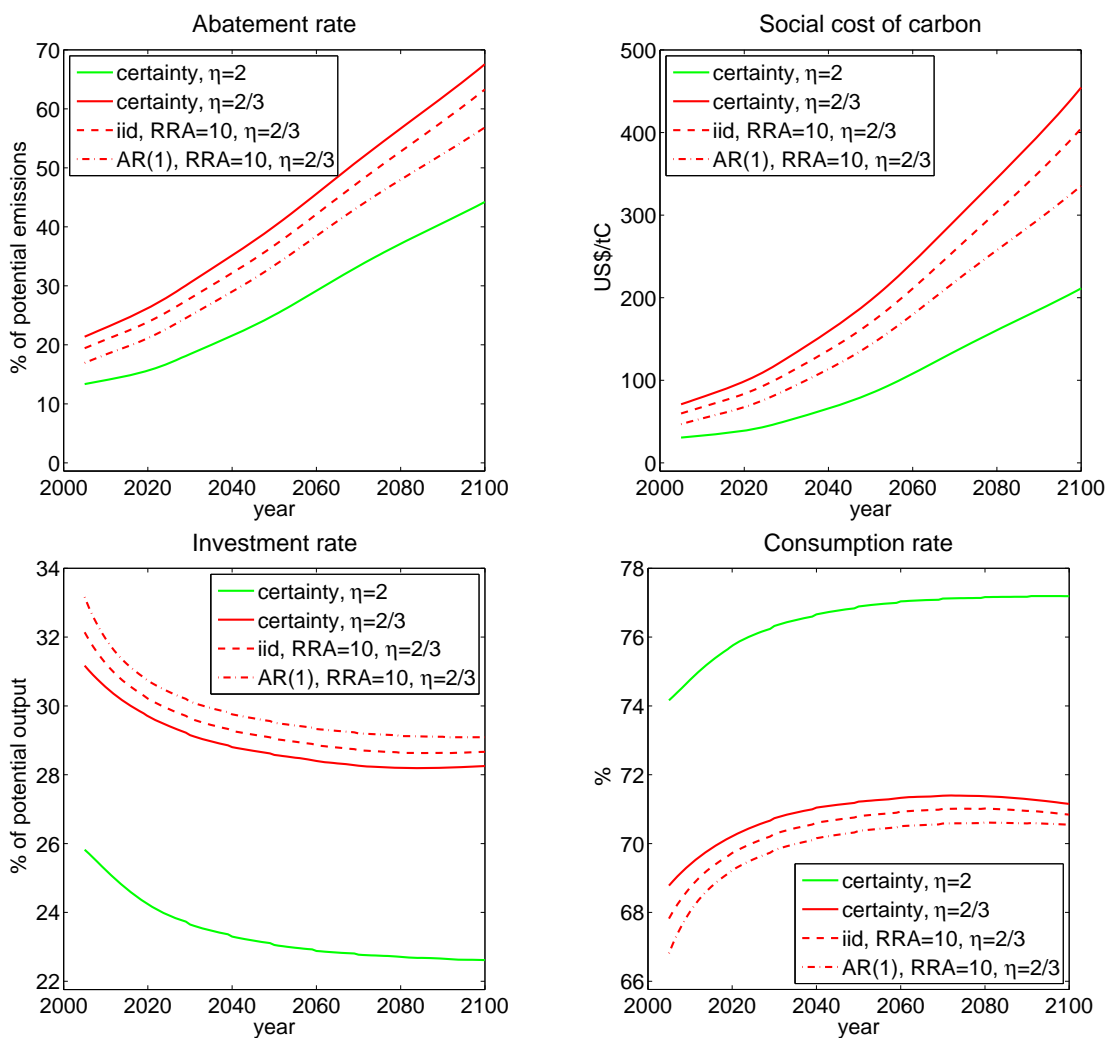 Abatement rate
% of potential emissions
70
60
50
40
30
20
10
0
certainty, η=2
certainty, η=2/3
iid, RRA=10, η=2/3
AR(1), RRA=10, η=2/3
2000 2020 2040 2060 2080 2100
year
Social cost of carbon
US$/tC
500
400
300
200
100
0
certainty, η=2
certainty, η=2/3
iid, RRA=10, η=2/3
AR(1), RRA=10, η=2/3
2000 2020 2040 2060 2080 2100
year
Investment rate
% of potential output
34
32
30
28
26
24
22
certainty, η=2
certainty, η=2/3
iid, RRA=10, η=2/3
AR(1), RRA=10, η=2/3
2000 2020 2040 2060 2080 2100
year
Consumption rate
%
78
76
74
72
70
68
66
certainty, η=2
certainty, η=2/3
iid, RRA=10, η=2/3
AR(1), RRA=10, η=2/3
2000 2020 2040 2060 2080 2100
year